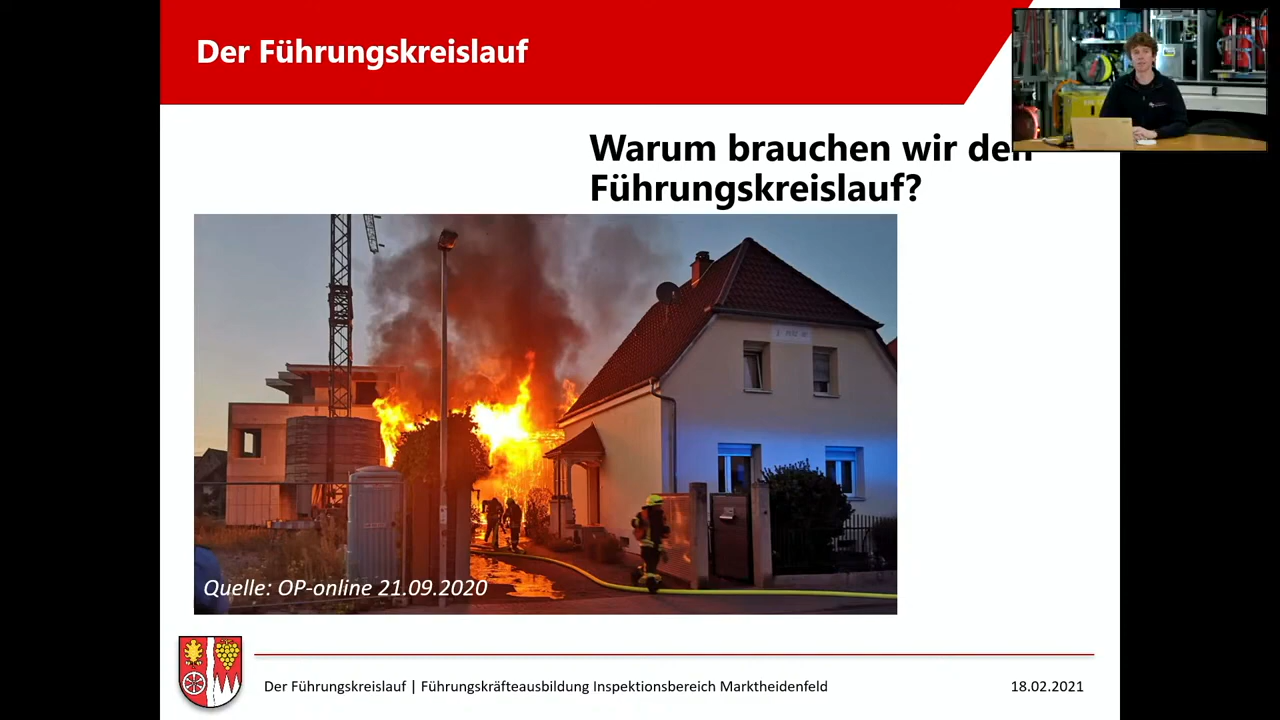 Der Führungskreislauf
Warum brauchen wir den
Führungskreislauf?
Quelle: OP-online 21.09.2020
Der Führungskreislauf | Führungskräfteausbildung Inspektionsbereich Marktheidenfeld
18.02.2021